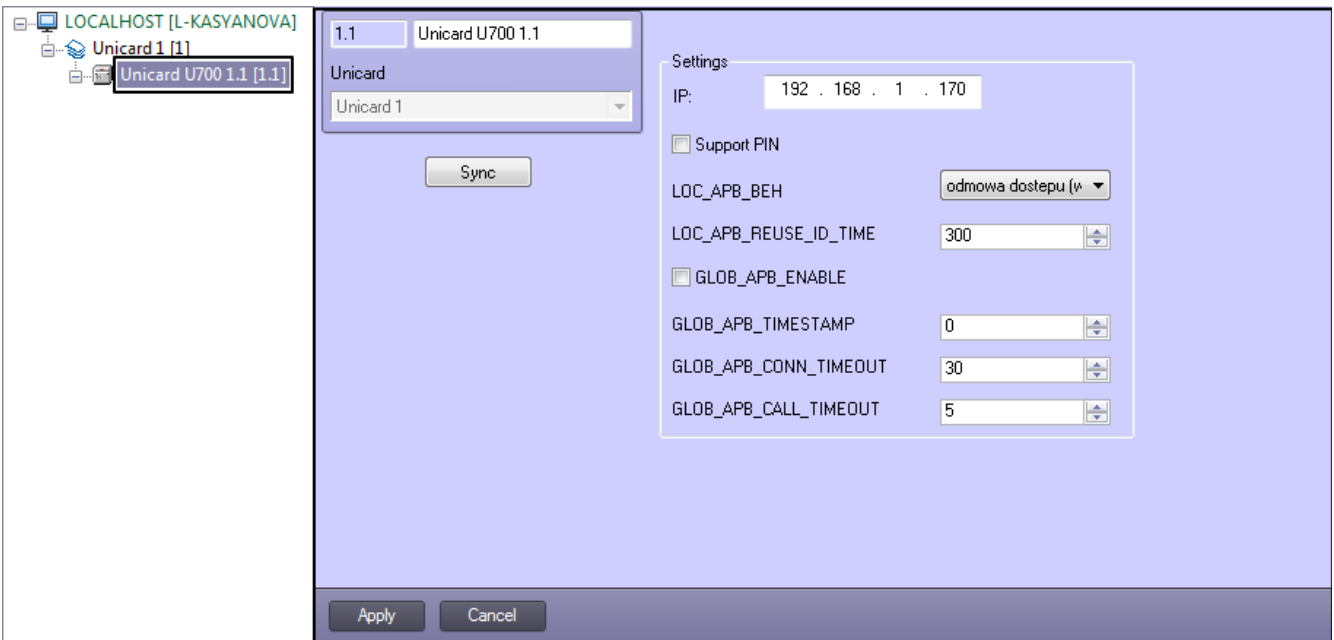 LOCALHOST [L-KASYANOVA]
Unicard 1 [1]
Unicard U700 1.1 [1.1]
1.1 Unicard U700 1.1
Unicard
Unicard 1
Sync
Settings
IP: 192 . 168 . 1 . 170
Support PIN
LOC_APB_BEH odmowa dostepu (w
LOC_APB_REUSE_ID_TIME 300
GLOB_APB_ENABLE
GLOB_APB_TIMESTAMP 0
GLOB_APB_CONN_TIMEOUT 30
GLOB_APB_CALL_TIMEOUT 5
Apply Cancel